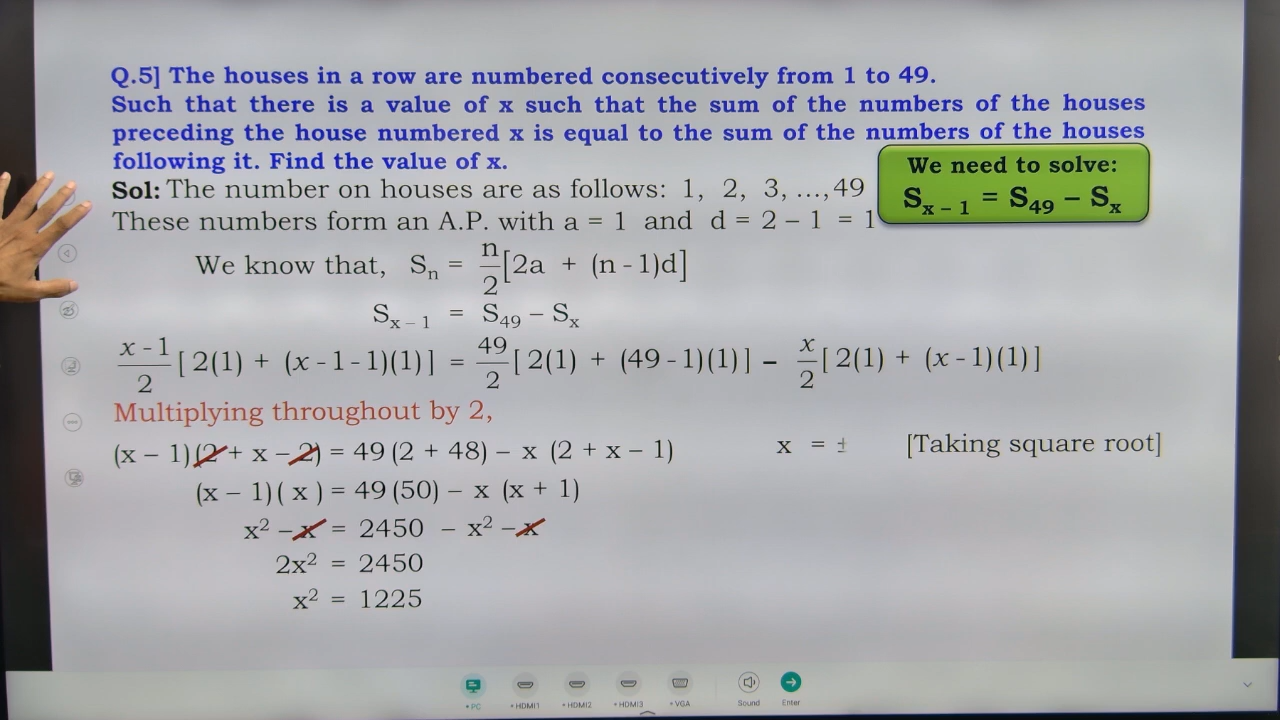 Q.5] The houses in a row are numbered consecutively from 1 to 49.
Such that there is a value of x such that the sum of the numbers of the houses
preceding the house numbered x is equal to the sum of the numbers of the houses
following it. Find the value of x.
We need to solve:
Sₓ ₋ ₁ = S₄₉ – Sₓ
Sol: The number on houses are as follows: 1, 2, 3, ...,49
These numbers form an A.P. with a = 1 and d = 2 – 1 = 1
We know that, Sₙ = n/2 [2a + (n - 1)d]
Sₓ ₋ ₁ = S₄₉ – Sₓ
x - 1/2 [ 2(1) + (x - 1 - 1)(1)] = 49/2 [ 2(1) + (49 - 1)(1)] – x/2 [ 2(1) + (x - 1)(1)]
Multiplying throughout by 2,
(x – 1)(2 + x – 2) = 49 (2 + 48) – x (2 + x – 1)
(x – 1)( x ) = 49 (50) – x (x + 1)
x² – x = 2450 – x² – x
2x² = 2450
x² = 1225
x = ± [Taking square root]
PC
HDMI1
HDMI2
HDMI3
VGA
Sound
Enter